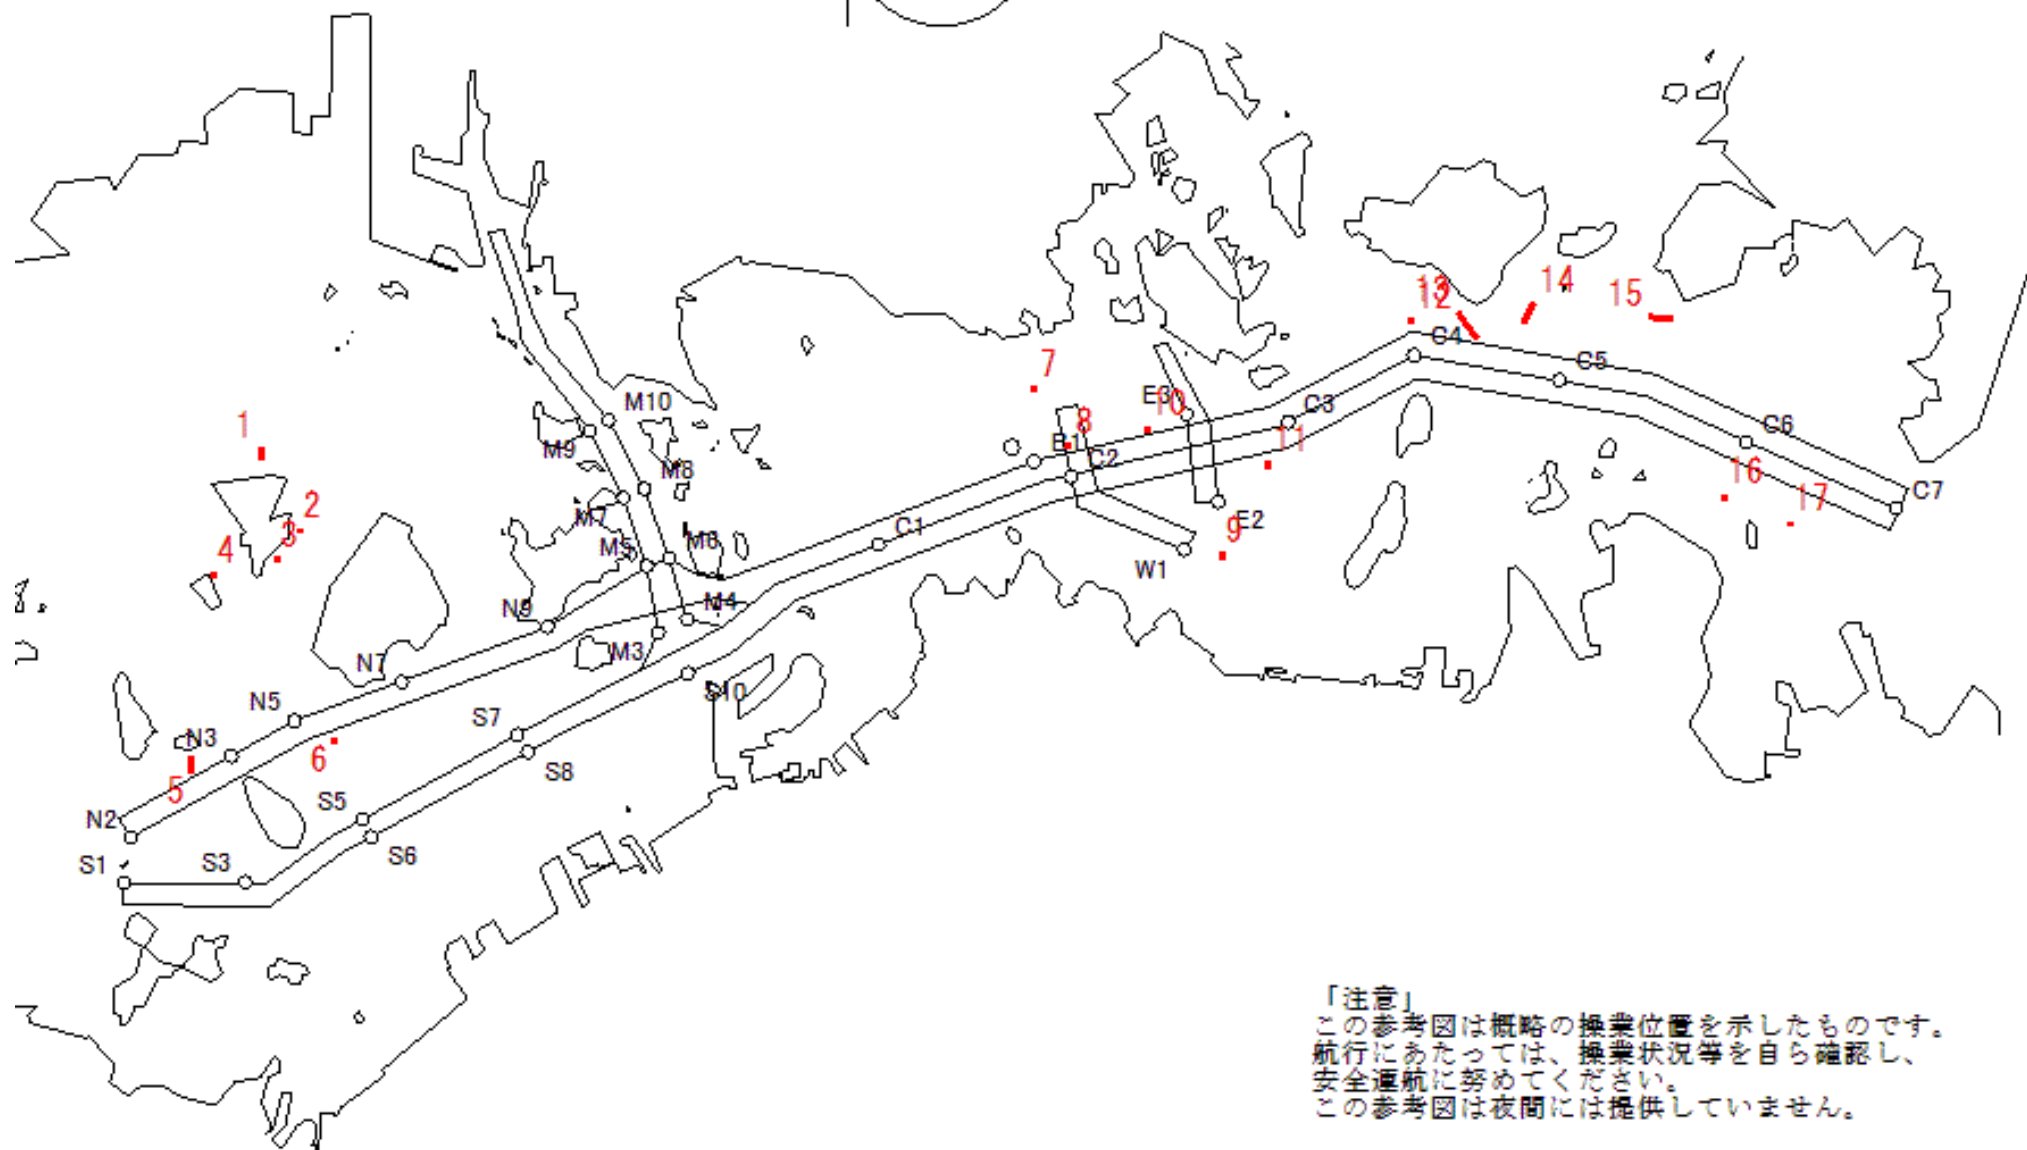 13
12
14
15
C4
C5
7
M10
E3
10
8
C3
C6
1
M9
B1
11
M8
C2
16
C7
2
M7
E2
17
C1
9
4
3
M5
M6
W1
N9
M4
N7
M3
S10
N5
S7
N3
6
S8
5
S5
N2
S6
S1
S3
「注意」
この参考図は概略の操業位置を示したものです。
航行にあたっては、操業状況等を自ら確認し、
安全運航に努めてください。
この参考図は夜間には提供していません。